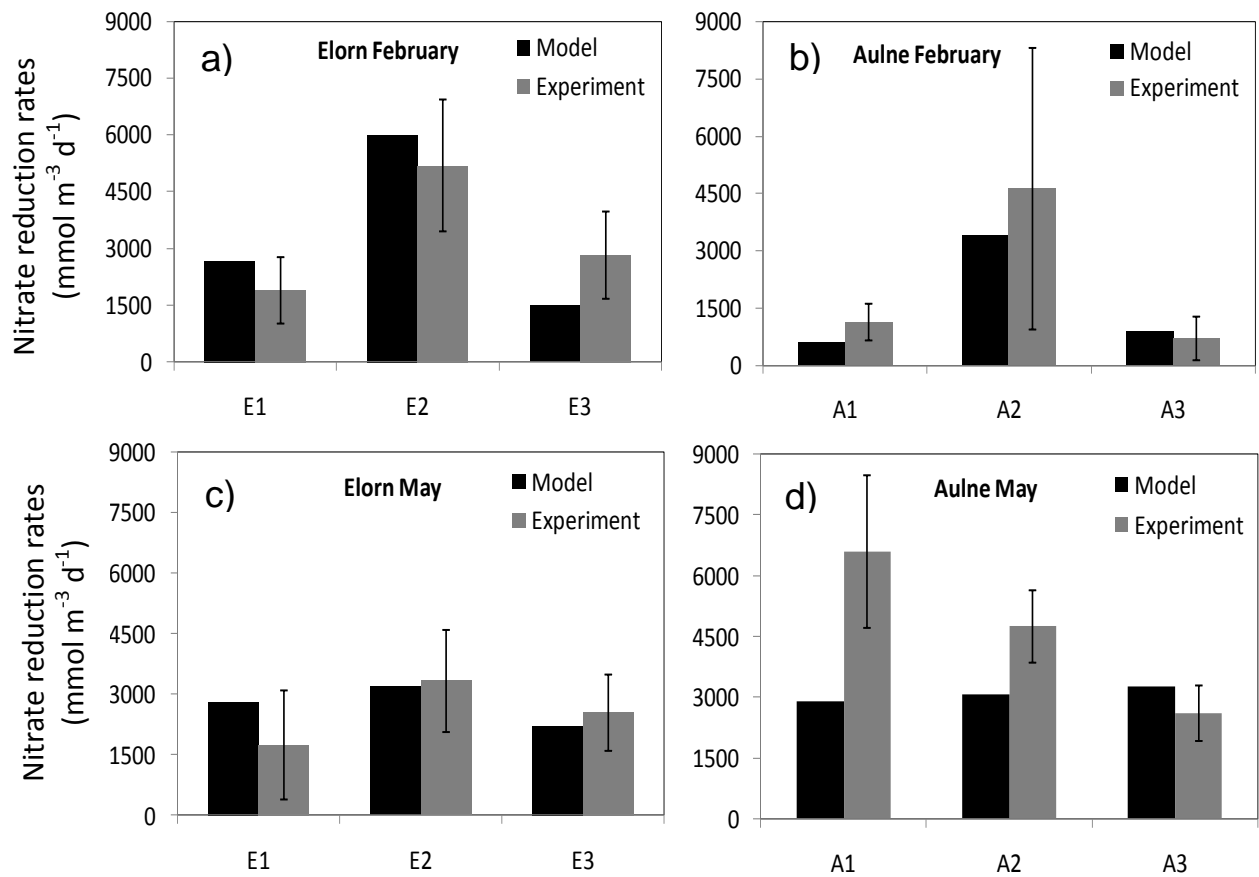 Nitrate reduction rates
(mmol m-3 d-1)
9000
7500
6000
4500
3000
1500
0
a)
Elorn February
Model
Experiment
E1 E2 E3
9000
7500
6000
4500
3000
1500
0
b)
Aulne February
Model
Experiment
A1 A2 A3
Nitrate reduction rates
(mmol m-3 d-1)
9000
7500
6000
4500
3000
1500
0
c)
Elorn May
Model
Experiment
E1 E2 E3
9000
7500
6000
4500
3000
1500
0
d)
Aulne May
Model
Experiment
A1 A2 A3